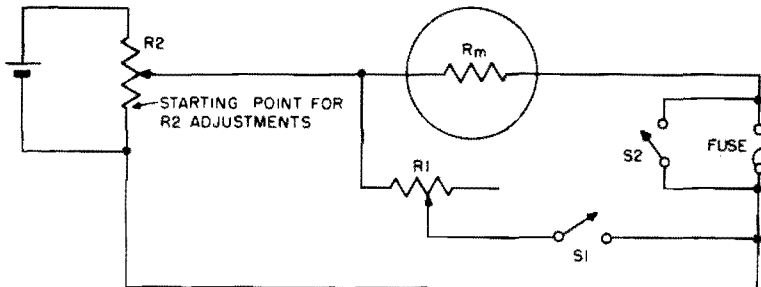 R2
Rm
STARTING POINT FOR
R2 ADJUSTMENTS
S2
FUSE
R1
S1